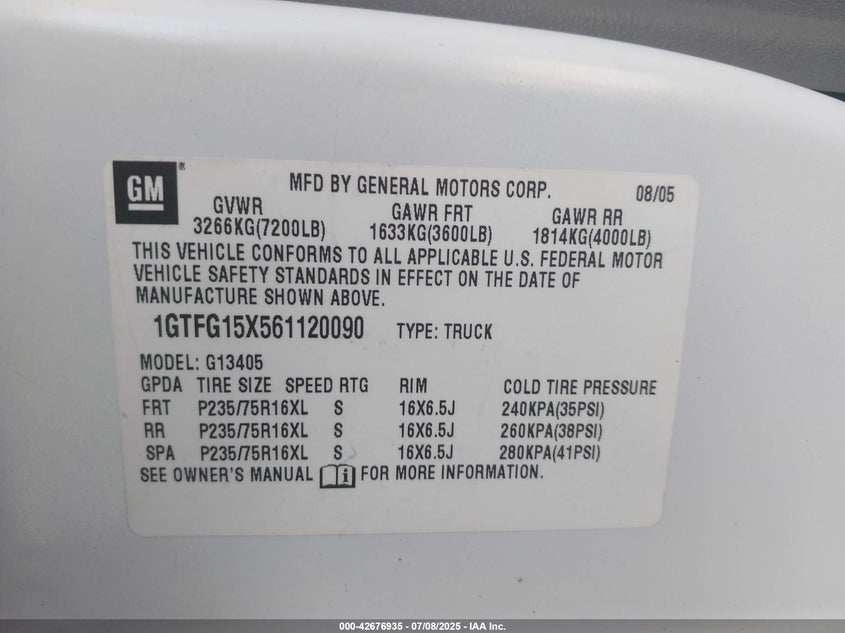 GM®
MFD BY GENERAL MOTORS CORP. 08/05
GVWR GAWR FRT GAWR RR
3266KG(7200LB) 1633KG(3600LB) 1814KG(4000LB)
THIS VEHICLE CONFORMS TO ALL APPLICABLE U.S. FEDERAL MOTOR
VEHICLE SAFETY STANDARDS IN EFFECT ON THE DATE OF
MANUFACTURE SHOWN ABOVE.
1GTFG15X561120090 TYPE: TRUCK
MODEL: G13405
GPDA TIRE SIZE SPEED RTG RIM COLD TIRE PRESSURE
FRT P235/75R16XL S 16X6.5J 240KPA(35PSI)
RR P235/75R16XL S 16X6.5J 260KPA(38PSI)
SPA P235/75R16XL S 16X6.5J 280KPA(41PSI)
SEE OWNER'S MANUAL i FOR MORE INFORMATION.
000-42676935 - 07/08/2025 - IAA Inc.